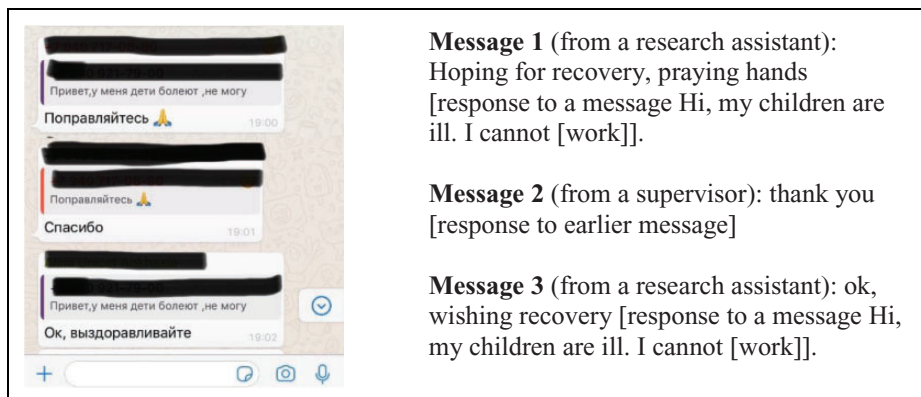 Привет,у меня дети болеют ,не могу
Поправляйтесь 🙏
19:00
Поправляйтесь 🙏
Спасибо
19:01
Привет,у меня дети болеют ,не могу
Ок, выздоравливайте
19:02
Message 1 (from a research assistant):
Hoping for recovery, praying hands
[response to a message Hi, my children are
ill. I cannot [work]].
Message 2 (from a supervisor): thank you
[response to earlier message]
Message 3 (from a research assistant): ok,
wishing recovery [response to a message Hi,
my children are ill. I cannot [work]].